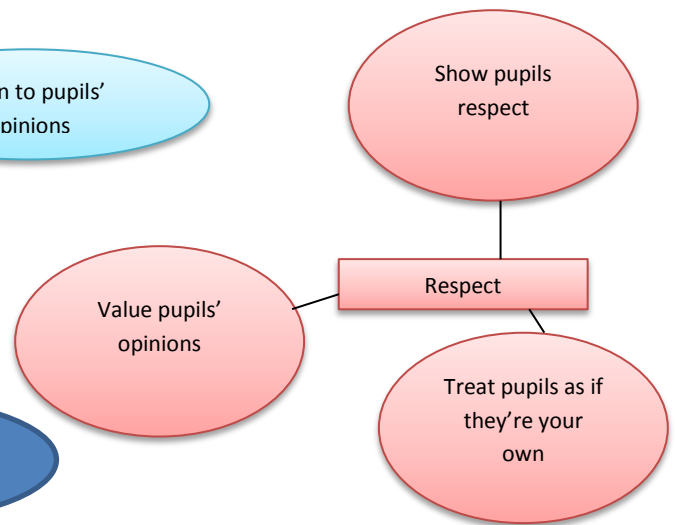 to pupils'
Show pupils
respect
Respect
Value pupils'
opinions
Treat pupils as if
they're your
own